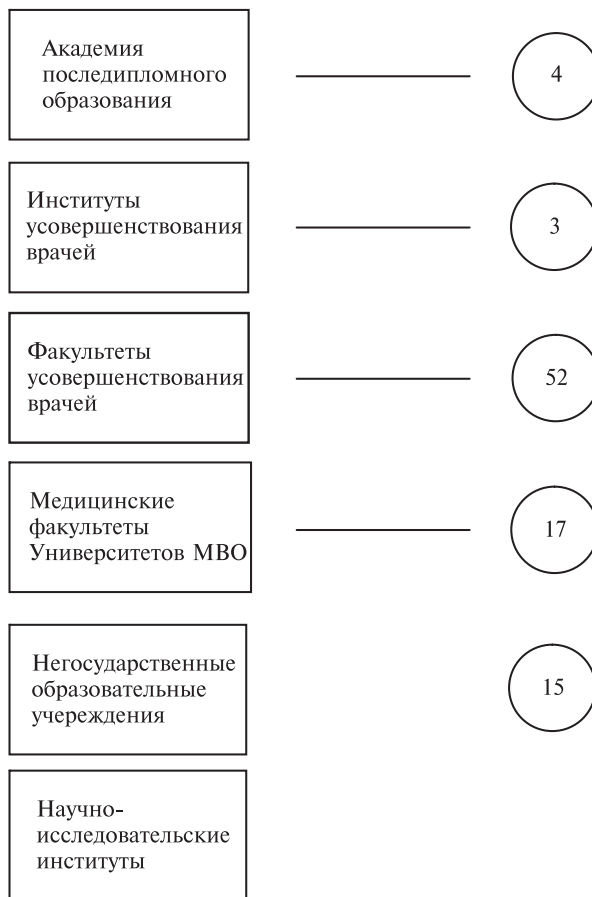 Академия
последипломного
образования
4
Институты
усовершенствования
врачей
3
Факультеты
усовершенствования
врачей
52
Медицинские
факультеты
Университетов МВО
17
Негосударственные
образовательные
учереждения
15
Научно-
исследовательские
институты